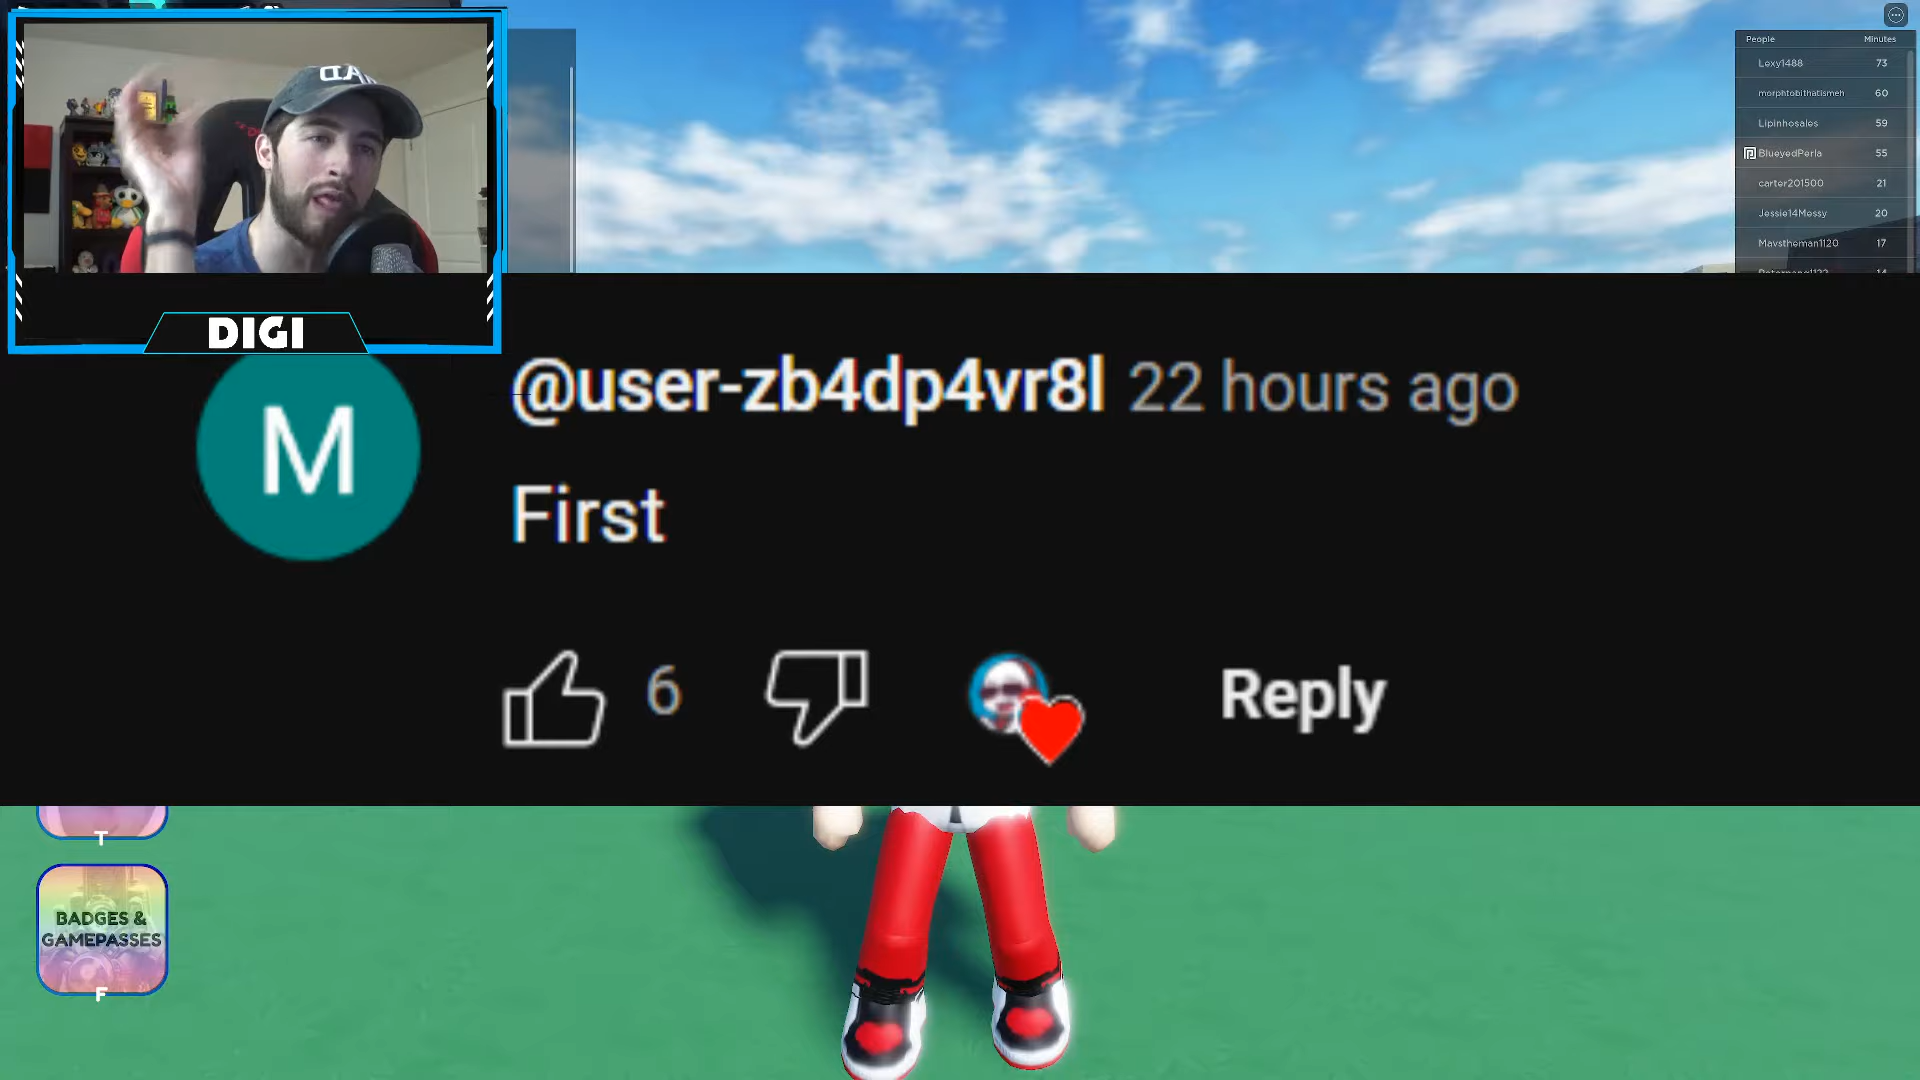 People Minutes
Lexy1488 73
morphtobithatismeh 60
Lipinhosales 59
BlueyedPerla 55
carter201500 21
Jessie14Messy 20
Mavstheman1120 17
DIGI
@user-zb4dp4vr8l 22 hours ago
First
6
Reply
M
T
BADGES &
GAMEPASSES
F